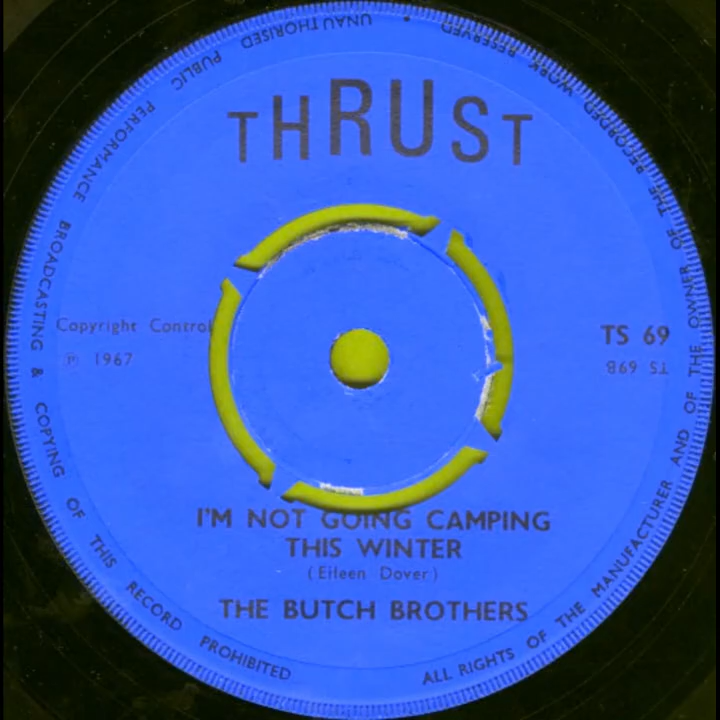 THRUST
Copyright Control
℗ 1967
TS 69
869 ST
I'M NOT GOING CAMPING
THIS WINTER
(Eileen Dover)
THE BUTCH BROTHERS
ALL RIGHTS OF THE MANUFACTURER AND OF THE OWNER OF THE RECORDED WORK RESERVED • UNAUTHORISED PUBLIC PERFORMANCE BROADCASTING & COPYING OF THIS RECORD PROHIBITED